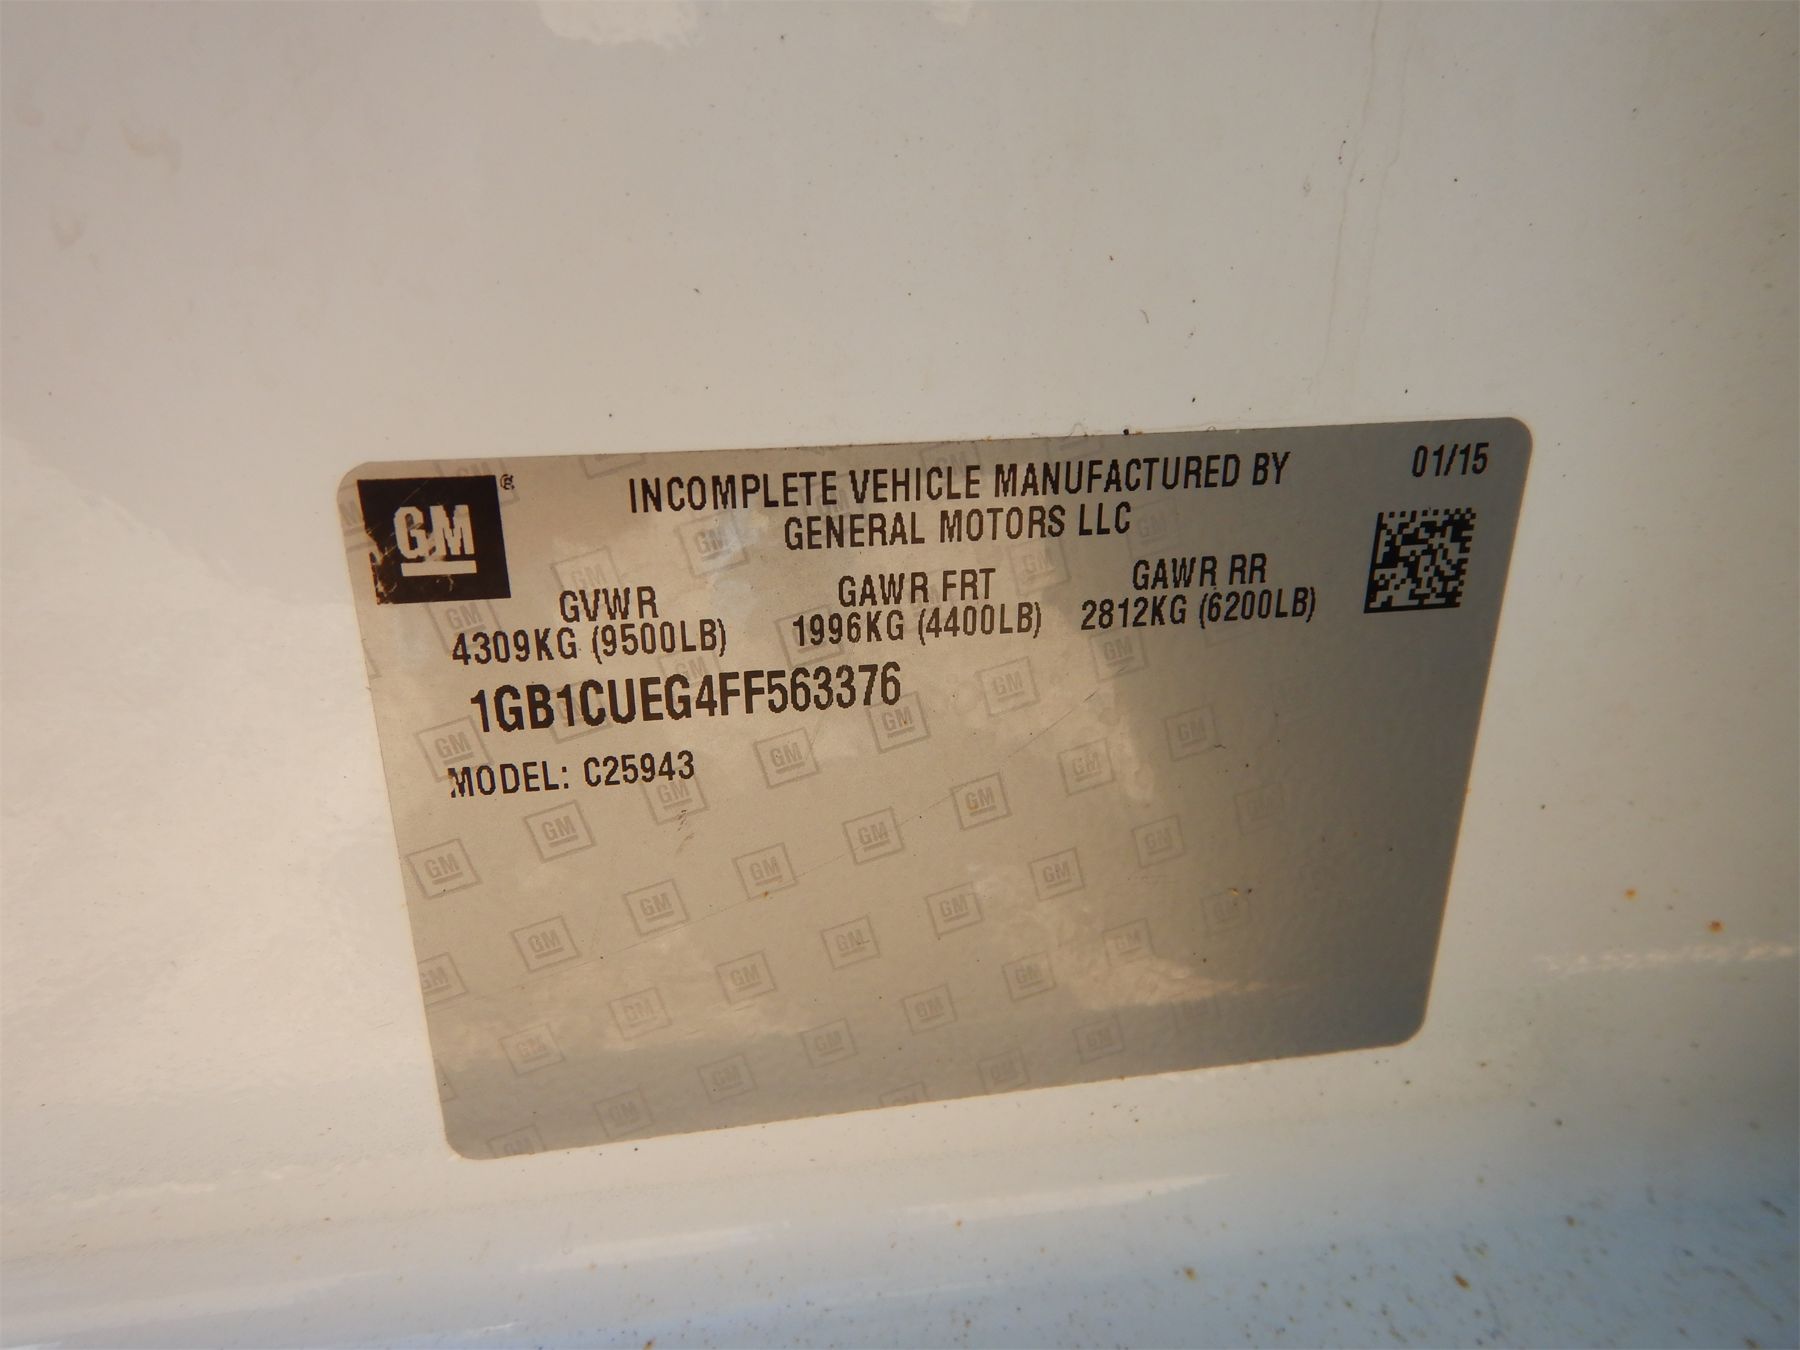 GM
INCOMPLETE VEHICLE MANUFACTURED BY
GENERAL MOTORS LLC
01/15
GVWR
4309KG (9500LB)
GAWR FRT
1996KG (4400LB)
GAWR RR
2812KG (6200LB)
1GB1CUEG4FF563376
MODEL: C25943